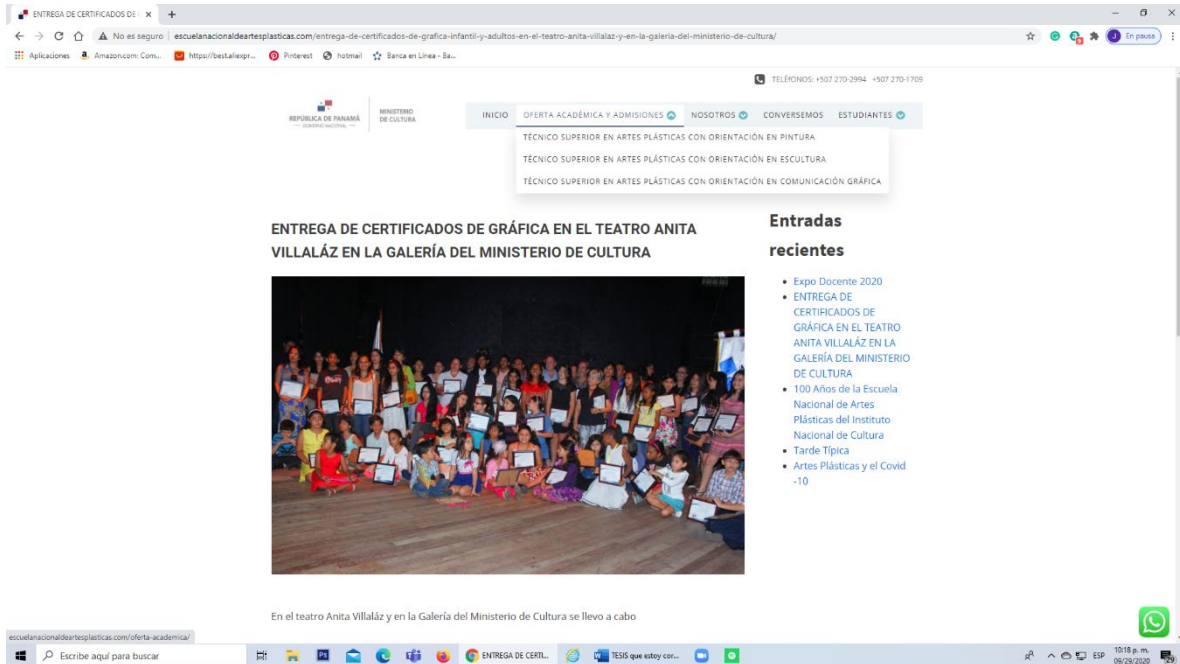 ENTREGA DE CERTIFICADOS DE
No es seguro
escuelanacionaldeartesplasticas.com/entrega-de-certificados-de-grafica-infantil-y-adultos-en-el-teatro-anita-villalaz-y-en-la-galeria-del-ministerio-de-cultura/
En pausa
Aplicaciones
Amazon.com: Com...
https://best.aliexpr...
Pinterest
hotmail
Banca en Línea - Ba...
TELÉFONOS: +507 270-2994 +507 270-1709
REPÚBLICA DE PANAMÁ
— GOBIERNO NACIONAL —
MINISTERIO
DE CULTURA
INICIO
OFERTA ACADÉMICA Y ADMISIONES
NOSOTROS
CONVERSEMOS
ESTUDIANTES
TÉCNICO SUPERIOR EN ARTES PLÁSTICAS CON ORIENTACIÓN EN PINTURA
TÉCNICO SUPERIOR EN ARTES PLÁSTICAS CON ORIENTACIÓN EN ESCULTURA
TÉCNICO SUPERIOR EN ARTES PLÁSTICAS CON ORIENTACIÓN EN COMUNICACIÓN GRÁFICA
ENTREGA DE CERTIFICADOS DE GRÁFICA EN EL TEATRO ANITA
VILLALÁZ EN LA GALERÍA DEL MINISTERIO DE CULTURA
Entradas
recientes
Expo Docente 2020
ENTREGA DE
CERTIFICADOS DE
GRÁFICA EN EL TEATRO
ANITA VILLALÁZ EN LA
GALERÍA DEL MINISTERIO
DE CULTURA
100 Años de la Escuela
Nacional de Artes
Plásticas del Instituto
Nacional de Cultura
Tarde Típica
Artes Plásticas y el Covid
-10
En el teatro Anita Villaláz y en la Galería del Ministerio de Cultura se llevo a cabo
escuelanacionaldeartesplasticas.com/oferta-academica/
Escribe aquí para buscar
ENTREGA DE CERTI...
TESIS que estoy cor...
ESP
10:18 p. m.
09/29/2020